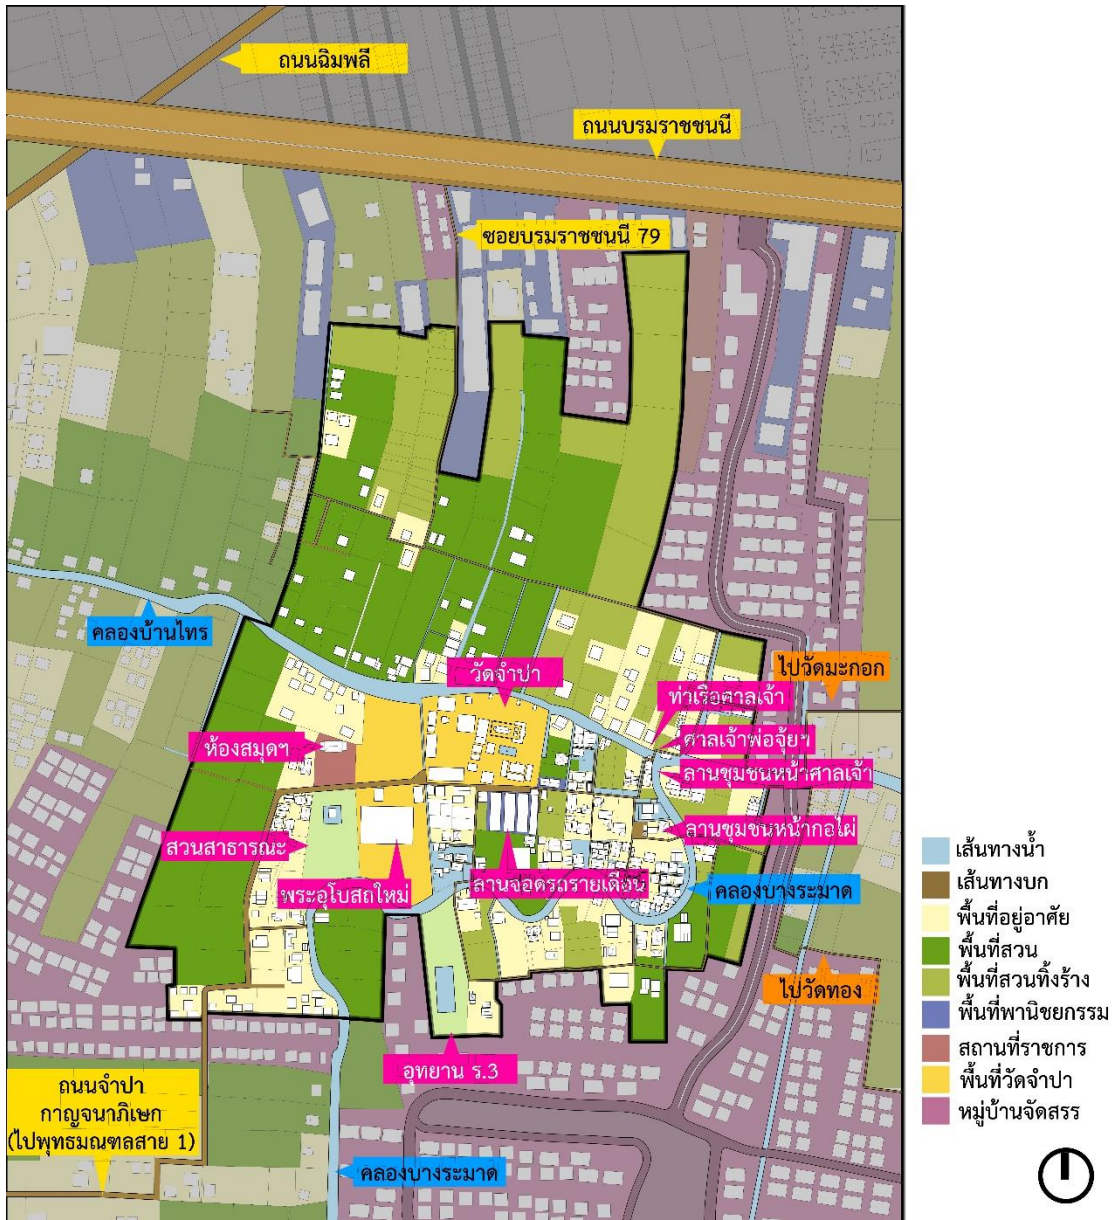 ถนนฉิมพลี
ถนนบรมราชชนนี
ซอยบรมราชชนนี 79
คลองบ้านไทร
วัดจำปา
ไปวัดมะกอก
ท่าเรือศาลเจ้า
ศาลเจ้าพ่อจุ้ยฯ
ห้องสมุดฯ
ลานชุมชนหน้าศาลเจ้า
ลานชุมชนหน้ากอไผ่
สวนสาธารณะ
พระอุโบสถใหม่
ลานจอดรถรายเดือน
คลองบางระมาด
ไปวัดทอง
อุทยาน ร.3
ถนนจำปา
กาญจนาภิเษก
(ไปพุทธมณฑลสาย 1)
คลองบางระมาด
เส้นทางน้ำ
เส้นทางบก
พื้นที่อยู่อาศัย
พื้นที่สวน
พื้นที่สวนทิ้งร้าง
พื้นที่พานิชยกรรม
สถานที่ราชการ
พื้นที่วัดจำปา
หมู่บ้านจัดสรร